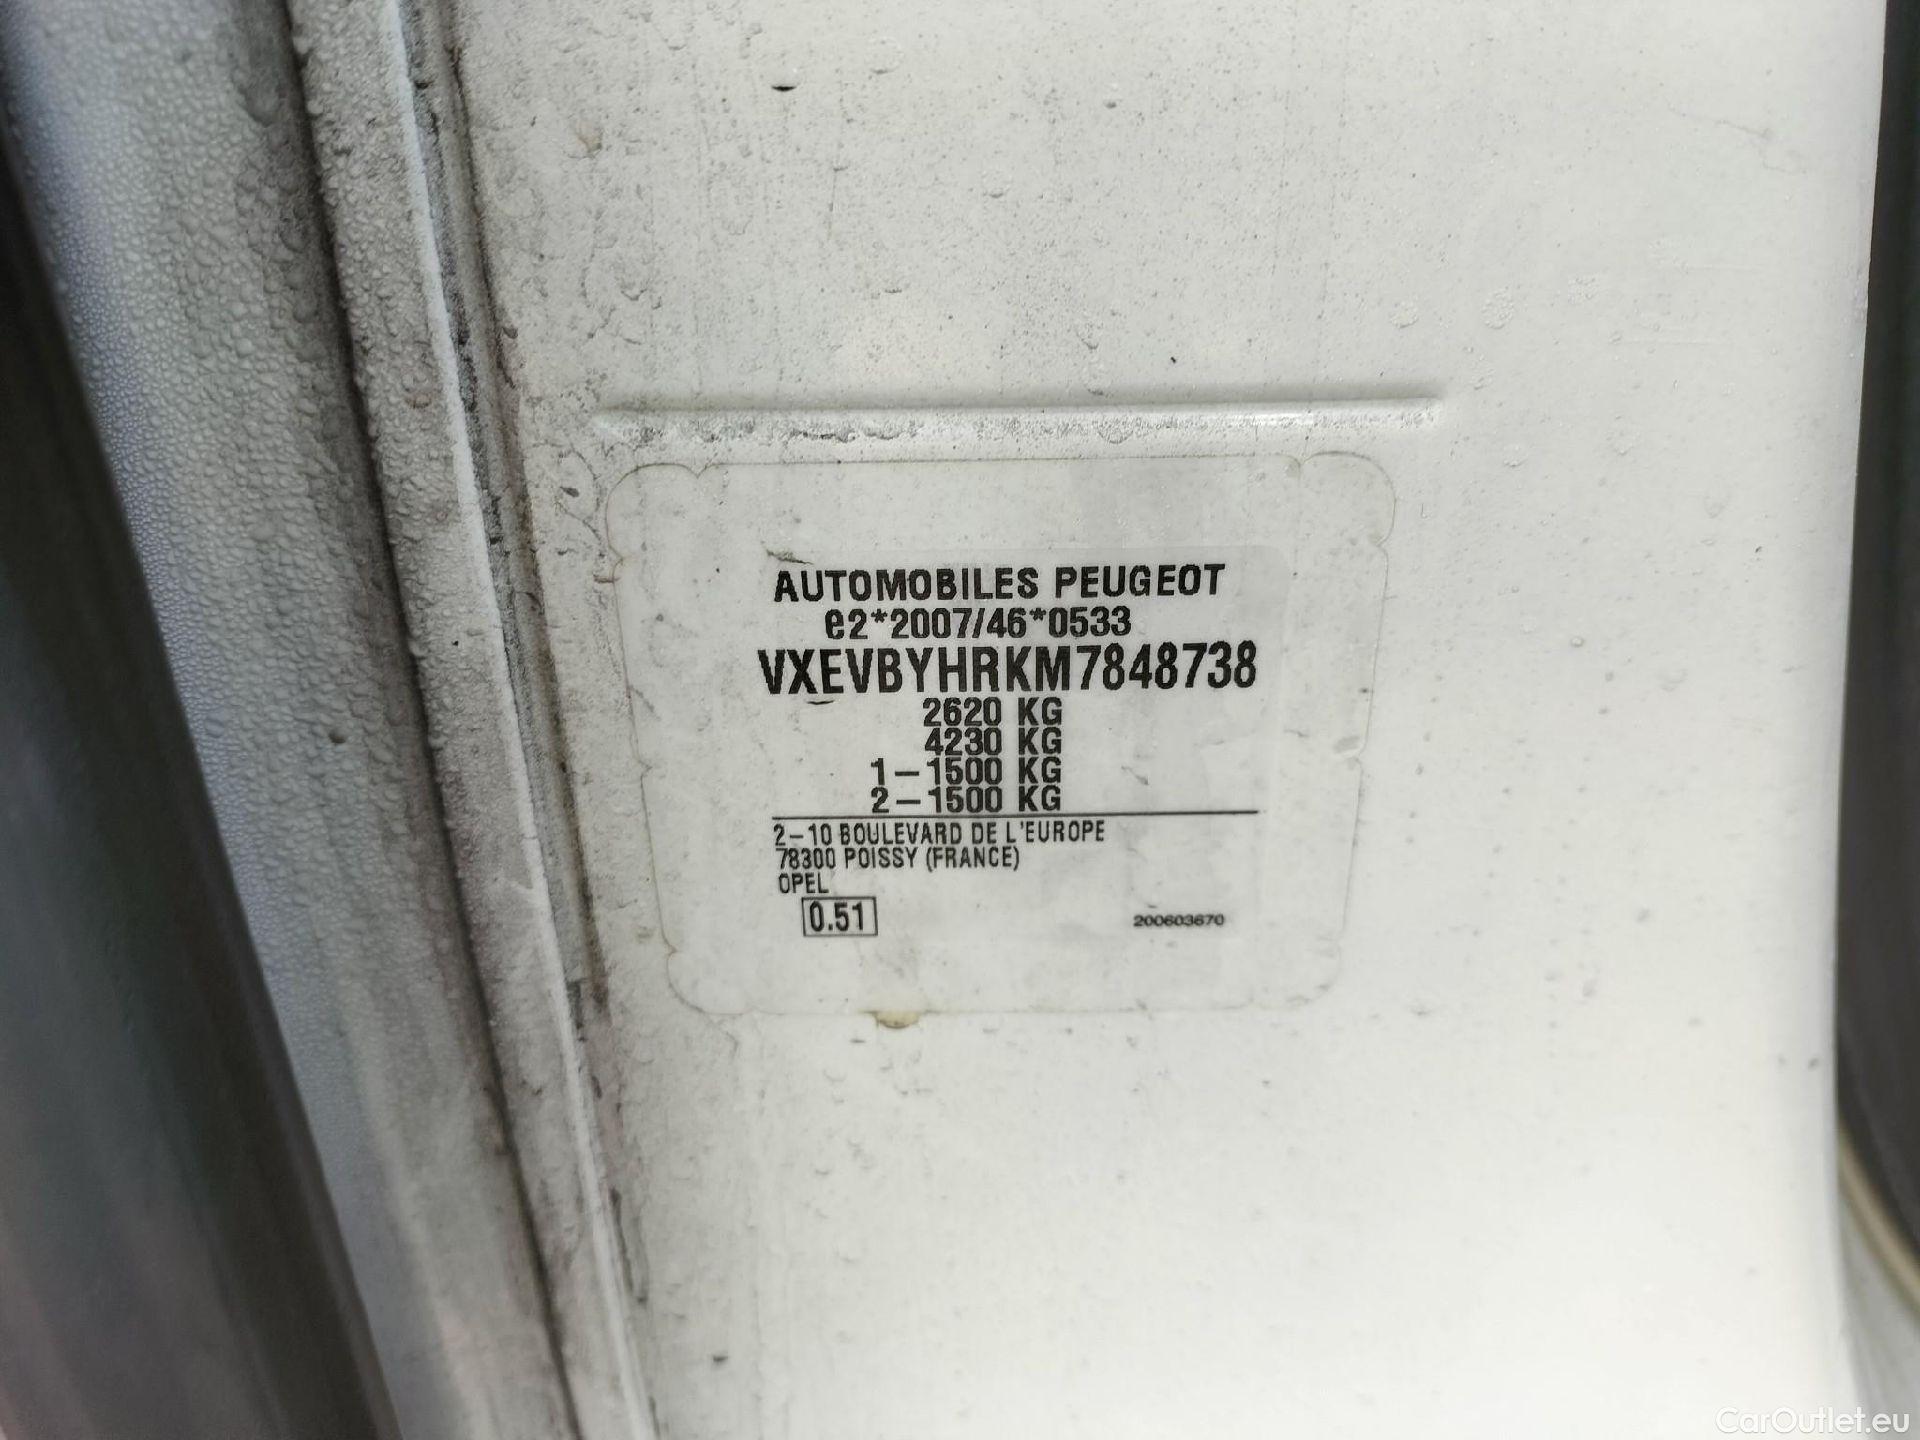 AUTOMOBILES PEUGEOT
e2*2007/46*0533
VXEVBYHRKM7848738
2620 KG
4230 KG
1-1500 KG
2-1500 KG
2-10 BOULEVARD DE L'EUROPE
78300 POISSY (FRANCE)
OPEL
0.51
200603670
CarOutlet.eu